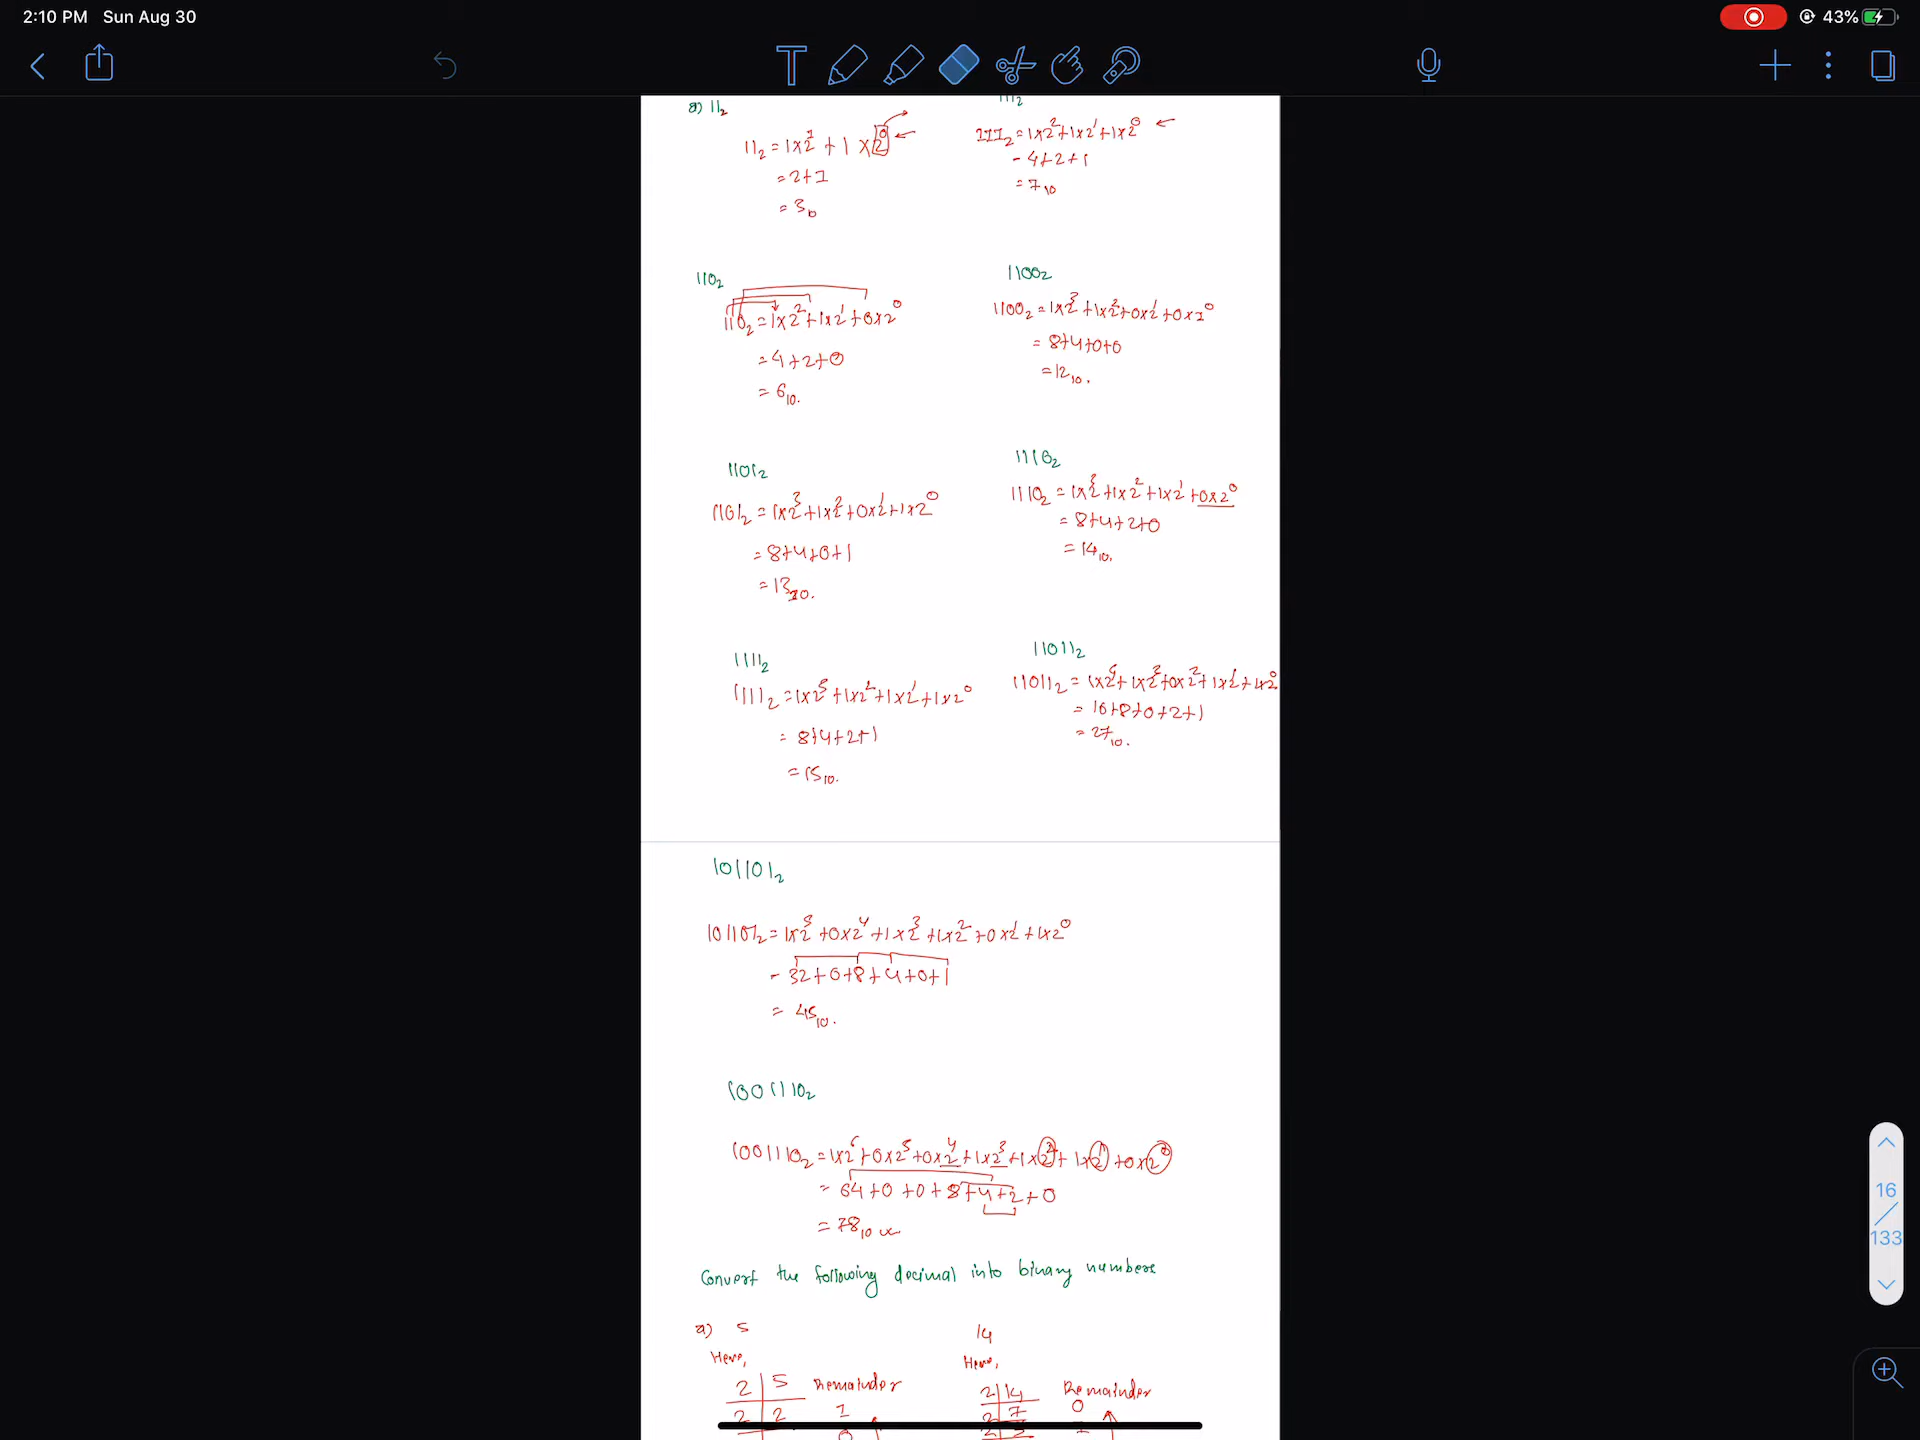 2:10 PM Sun Aug 30
43%
a) 11₂
11₂ = 1x2¹ + 1 x 2⁰
= 2+1
= 3₁₀
111₂
111₂ = 1x2² + 1x2¹ + 1x2⁰
= 4+2+1
= 7₁₀
110₂
110₂ = 1x2² + 1x2¹ + 0x2⁰
= 4+2+0
= 6₁₀.
1100₂
1100₂ = 1x2³ + 1x2² + 0x2¹ + 0x2⁰
= 8+4+0+0
= 12₁₀.
1101₂
1101₂ = 1x2³ + 1x2² + 0x2¹ + 1x2⁰
= 8+4+0+1
= 13₁₀.
1110₂
1110₂ = 1x2³ + 1x2² + 1x2¹ + 0x2⁰
= 8+4+2+0
= 14₁₀.
1111₂
1111₂ = 1x2³ + 1x2² + 1x2¹ + 1x2⁰
= 8+4+2+1
= 15₁₀.
11011₂
11011₂ = 1x2⁴ + 1x2³ + 0x2² + 1x2¹ + 1x2⁰
= 16+8+0+2+1
= 27₁₀.
101101₂
101101₂ = 1x2⁵ + 0x2⁴ + 1x2³ + 1x2² + 0x2¹ + 1x2⁰
= 32+0+8+4+0+1
= 45₁₀.
1001110₂
1001110₂ = 1x2⁶ + 0x2⁵ + 0x2⁴ + 1x2³ + 1x2² + 1x2¹ + 0x2⁰
= 64+0+0+8+4+2+0
= 78₁₀
Convert the following decimal into binary numbers
a) 5
Here,
2 | 5 Remainder
2 | 2 1
0
14
Here,
2 | 14 Remainder
2 | 7 0
2 | 3 1
16
133